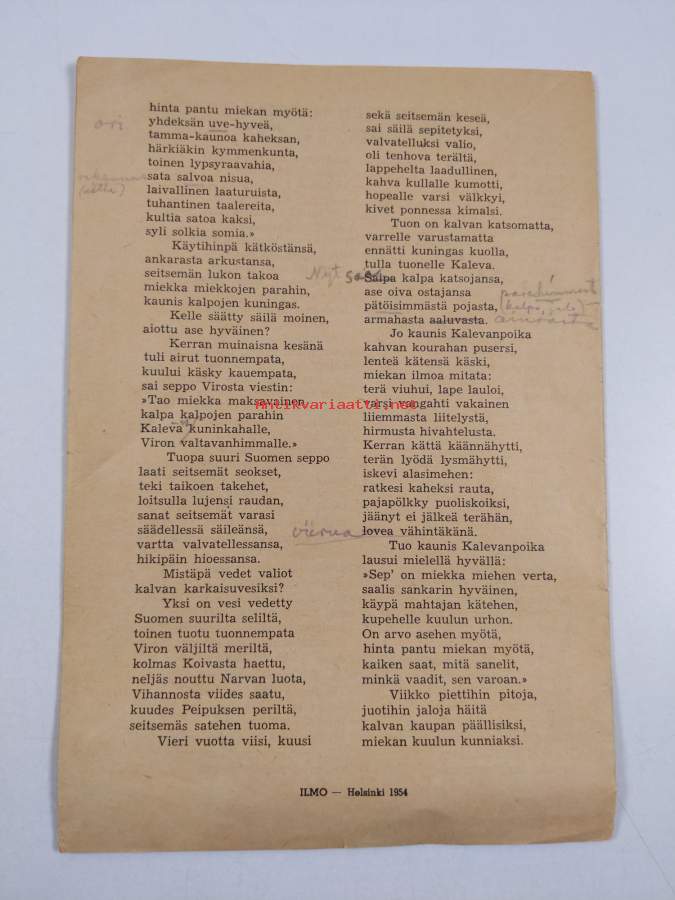 hinta pantu miekan myötä:
yhdeksän uve-hyveä,
ori
tamma-kaunoa kaheksan,
härkiäkin kymmenkunta,
toinen lypsyraavahia,
sata salvoa nisua,
laivallinen laaturuista,
tuhantinen taalereita,
kultia satoa kaksi,
syli solkia somia.»
Käytihinpä kätköstänsä,
ankarasta arkustansa,
seitsemän lukon takoa
miekka miekkojen parahin,
kaunis kalpojen kuningas.
Kelle säätty säilä moinen,
aiottu ase hyväinen?
Kerran muinaisna kesänä
tuli airut tuonnempata,
kuului käsky kauempata,
sai seppo Virosta viestin:
»Tao miekka maksavainen,
kalpa kalpojen parahin
Kaleva kuninkahalle,
Viron valtavanhimmalle.»
Tuopa suuri Suomen seppo
laati seitsemät seokset,
teki taikoen takehet,
loitsulla lujensi raudan,
sanat seitsemät varasi
säädellessä säileänsä,
vartta valvatellessansa,
hikipäin hioessansa.
Mistäpä vedet valiot
kalvan karkaisuvesiksi?
Yksi on vesi vedetty
Suomen suurilta seliltä,
toinen tuotu tuonnempata
Viron väljiltä meriltä,
kolmas Koivasta haettu,
neljäs nouttu Narvan luota,
Vihannosta viides saatu,
kuudes Peipuksen periltä,
seitsemäs satehen tuoma.
Vieri vuotta viisi, kuusi
sekä seitsemän keseä,
sai säilä sepitetyksi,
valvatelluksi valio,
oli tenhova terältä,
lappehelta laadullinen,
kahva kullalle kumotti,
hopealle varsi välkkyi,
kivet ponnessa kimalsi.
Tuon on kalvan katsomatta,
varrelle varustamatta
ennätti kuningas kuolla,
tulla tuonelle Kaleva.
Nyt saa
Saipa kalpa katsojansa,
ase oiva ostajansa
pätöisimmästä pojasta,
armahasta aaluvasta.
Jo kaunis Kalevanpoika
kahvan kourahan pusersi,
lenteä kätensä käski,
miekan ilmoa mitata:
terä viuhui, lape lauloi,
varsi vangahti vakainen
liiemmasta liitelystä,
hirmusta hivahtelusta.
Kerran kättä käännähytti,
terän lyödä lysmähytti,
iskevi alasimehen:
ratkesi kaheksi rauta,
pajapölkky puoliskoiksi,
jäänyt ei jälkeä terähän,
vierua
lovea vähintäkänä.
Tuo kaunis Kalevanpoika
lausui mielellä hyvällä:
»Sep' on miekka miehen verta,
saalis sankarin hyväinen,
käypä mahtajan kätehen,
kupehelle kuulun urhon.
On arvo asehen myötä,
hinta pantu miekan myötä,
kaiken saat, mitä sanelit,
minkä vaadit, sen varoan.»
Viikko piettihin pitoja,
juotihin jaloja häitä
kalvan kaupan päällisiksi,
miekan kuulun kunniaksi.
ILMO — Helsinki 1954
Antikvariaatti.net